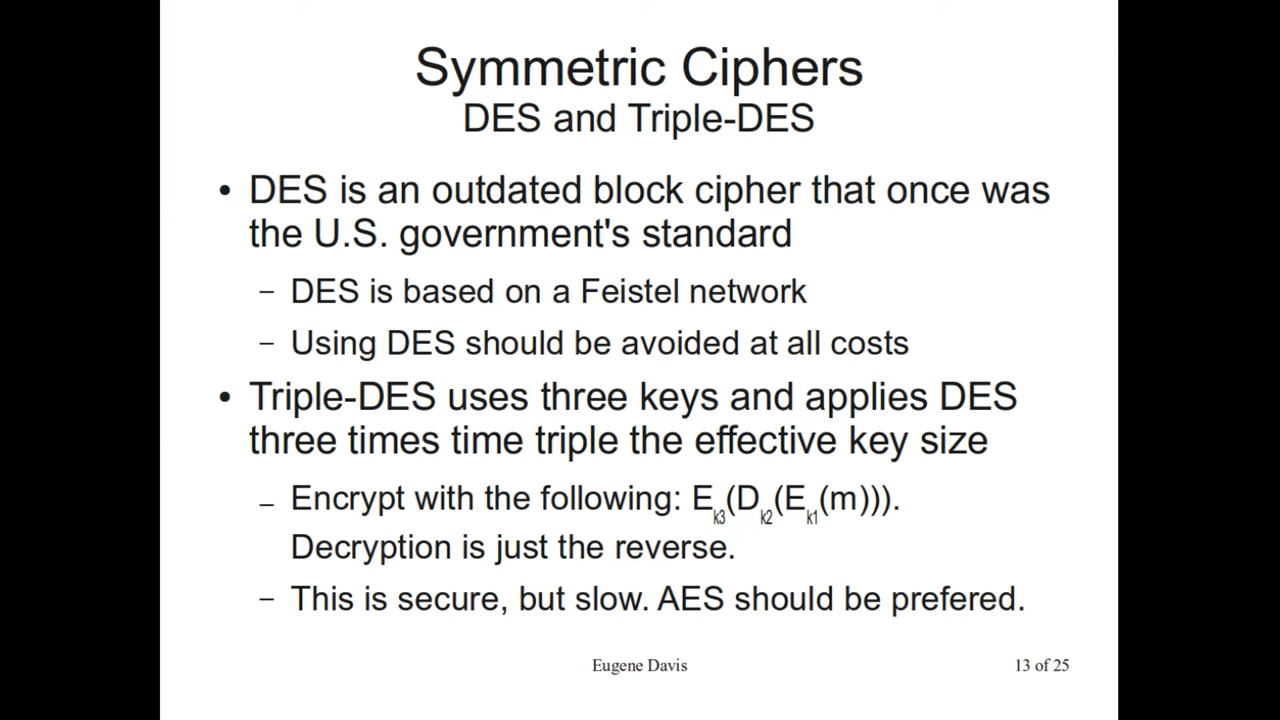 Symmetric Ciphers
DES and Triple-DES
• DES is an outdated block cipher that once was
the U.S. government's standard
– DES is based on a Feistel network
– Using DES should be avoided at all costs
• Triple-DES uses three keys and applies DES
three times time triple the effective key size
– Encrypt with the following: E_k3(D_k2(E_k1(m))).
Decryption is just the reverse.
– This is secure, but slow. AES should be prefered.
Eugene Davis
13 of 25